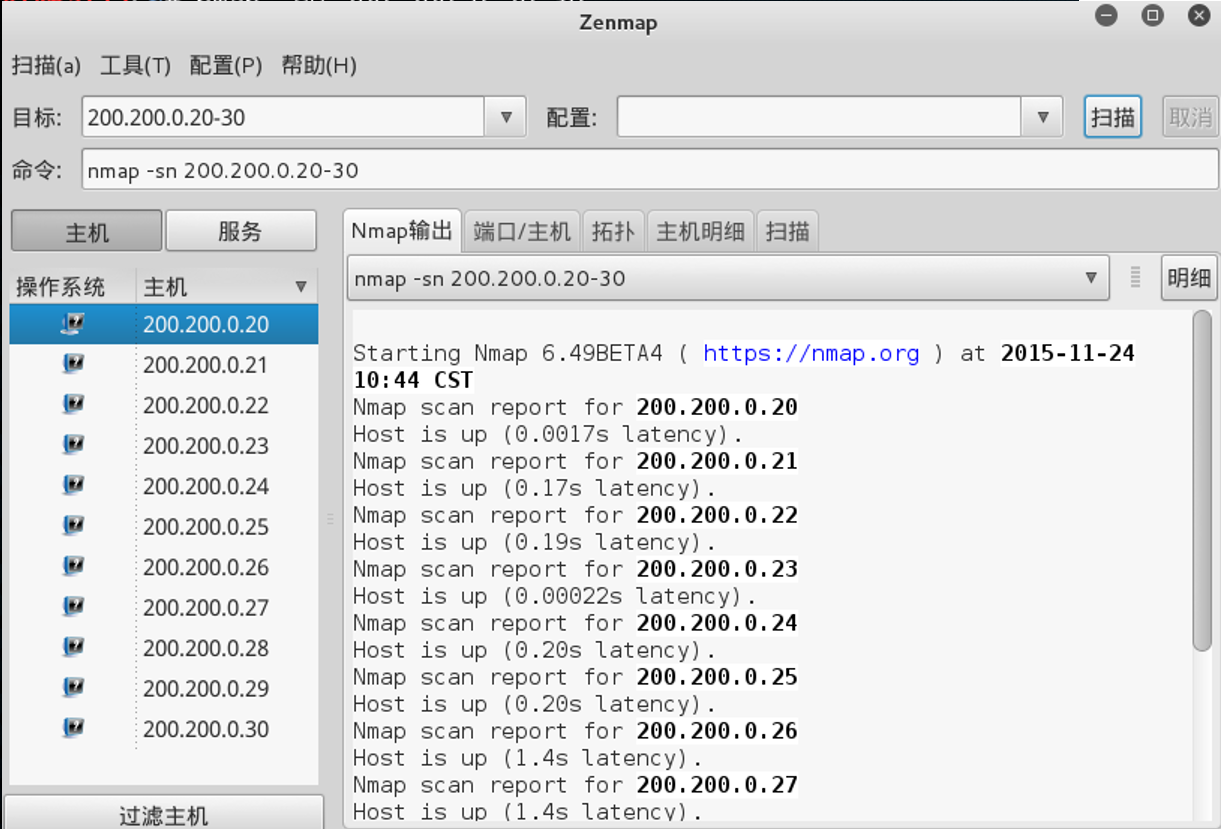 Zenmap
扫描(a) 工具(T) 配置(P) 帮助(H)
目标: 200.200.0.20-30 配置: 扫描 取消
命令: nmap -sn 200.200.0.20-30
主机 服务
操作系统 主机
200.200.0.20
200.200.0.21
200.200.0.22
200.200.0.23
200.200.0.24
200.200.0.25
200.200.0.26
200.200.0.27
200.200.0.28
200.200.0.29
200.200.0.30
过滤主机
Nmap输出 端口/主机 拓扑 主机明细 扫描
nmap -sn 200.200.0.20-30 明细
Starting Nmap 6.49BETA4 ( https://nmap.org ) at 2015-11-24
10:44 CST
Nmap scan report for 200.200.0.20
Host is up (0.0017s latency).
Nmap scan report for 200.200.0.21
Host is up (0.17s latency).
Nmap scan report for 200.200.0.22
Host is up (0.19s latency).
Nmap scan report for 200.200.0.23
Host is up (0.00022s latency).
Nmap scan report for 200.200.0.24
Host is up (0.20s latency).
Nmap scan report for 200.200.0.25
Host is up (0.20s latency).
Nmap scan report for 200.200.0.26
Host is up (1.4s latency).
Nmap scan report for 200.200.0.27
Host is up (1.4s latency).